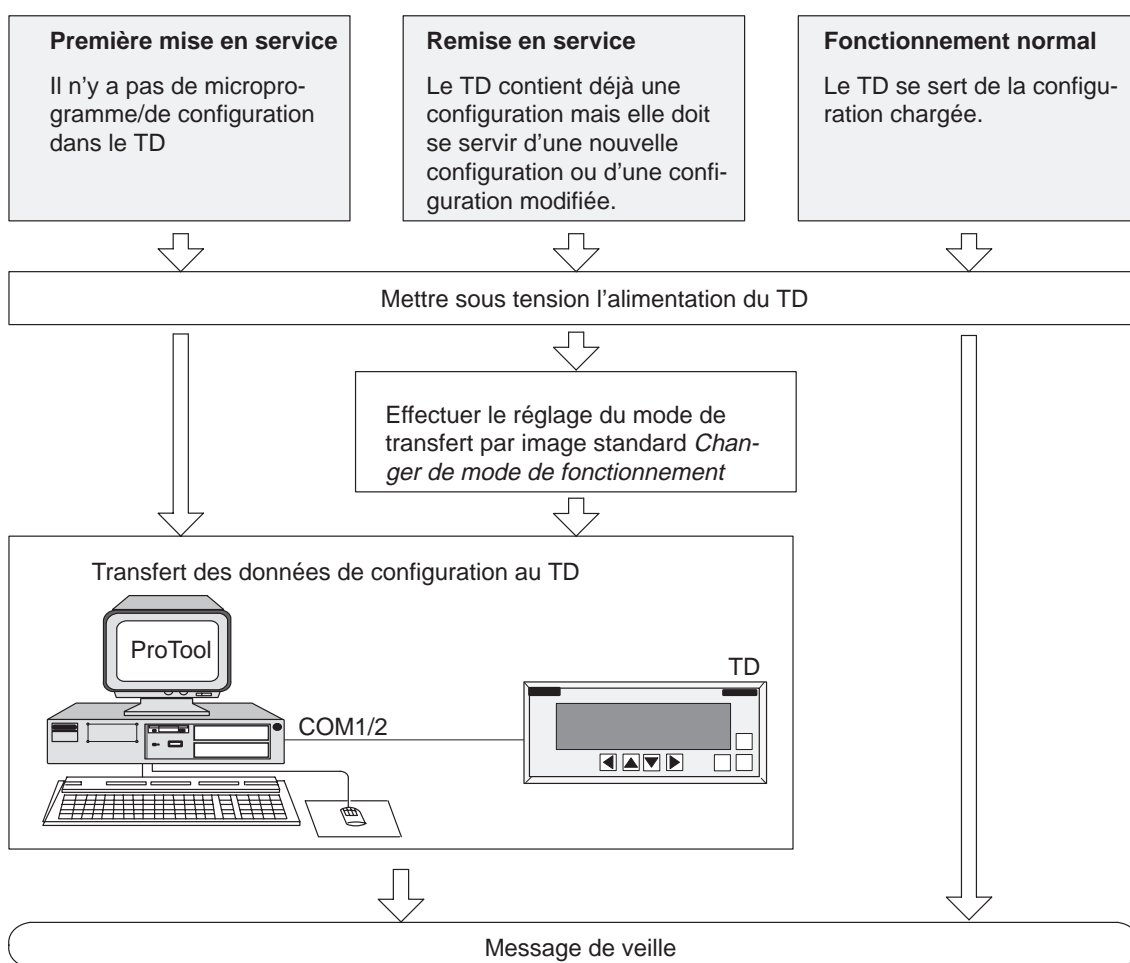 Première mise en service
Il n'y a pas de micropro-
gramme/de configuration
dans le TD
Remise en service
Le TD contient déjà une
configuration mais elle doit
se servir d'une nouvelle
configuration ou d'une confi-
guration modifiée.
Fonctionnement normal
Le TD se sert de la configu-
ration chargée.
Mettre sous tension l'alimentation du TD
Effectuer le réglage du mode de
transfert par image standard Chan-
ger de mode de fonctionnement
Transfert des données de configuration au TD
ProTool
TD
COM1/2
Message de veille